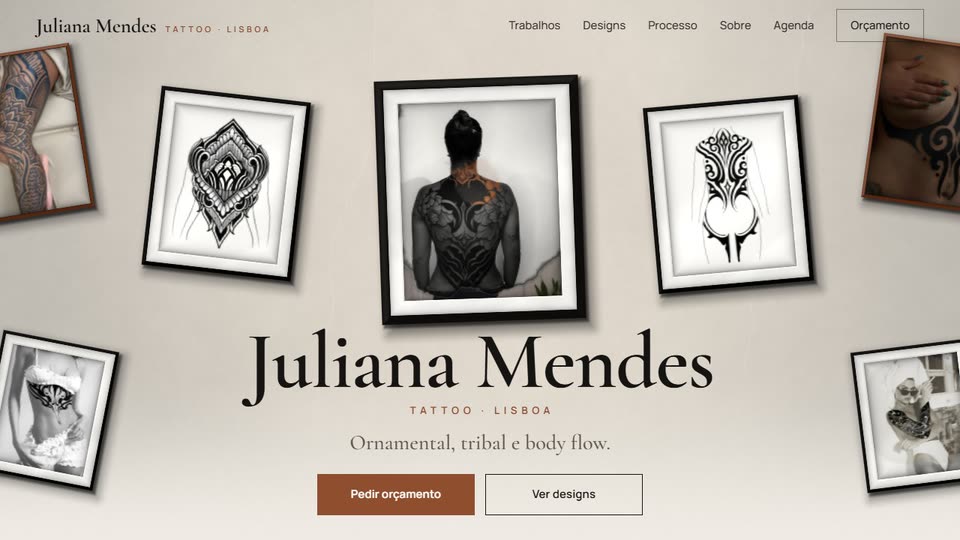 Juliana Mendes TATTOO · LISBOA
Trabalhos Designs Processo Sobre Agenda Orçamento
Juliana Mendes
TATTOO · LISBOA
Ornamental, tribal e body flow.
Pedir orçamento Ver designs